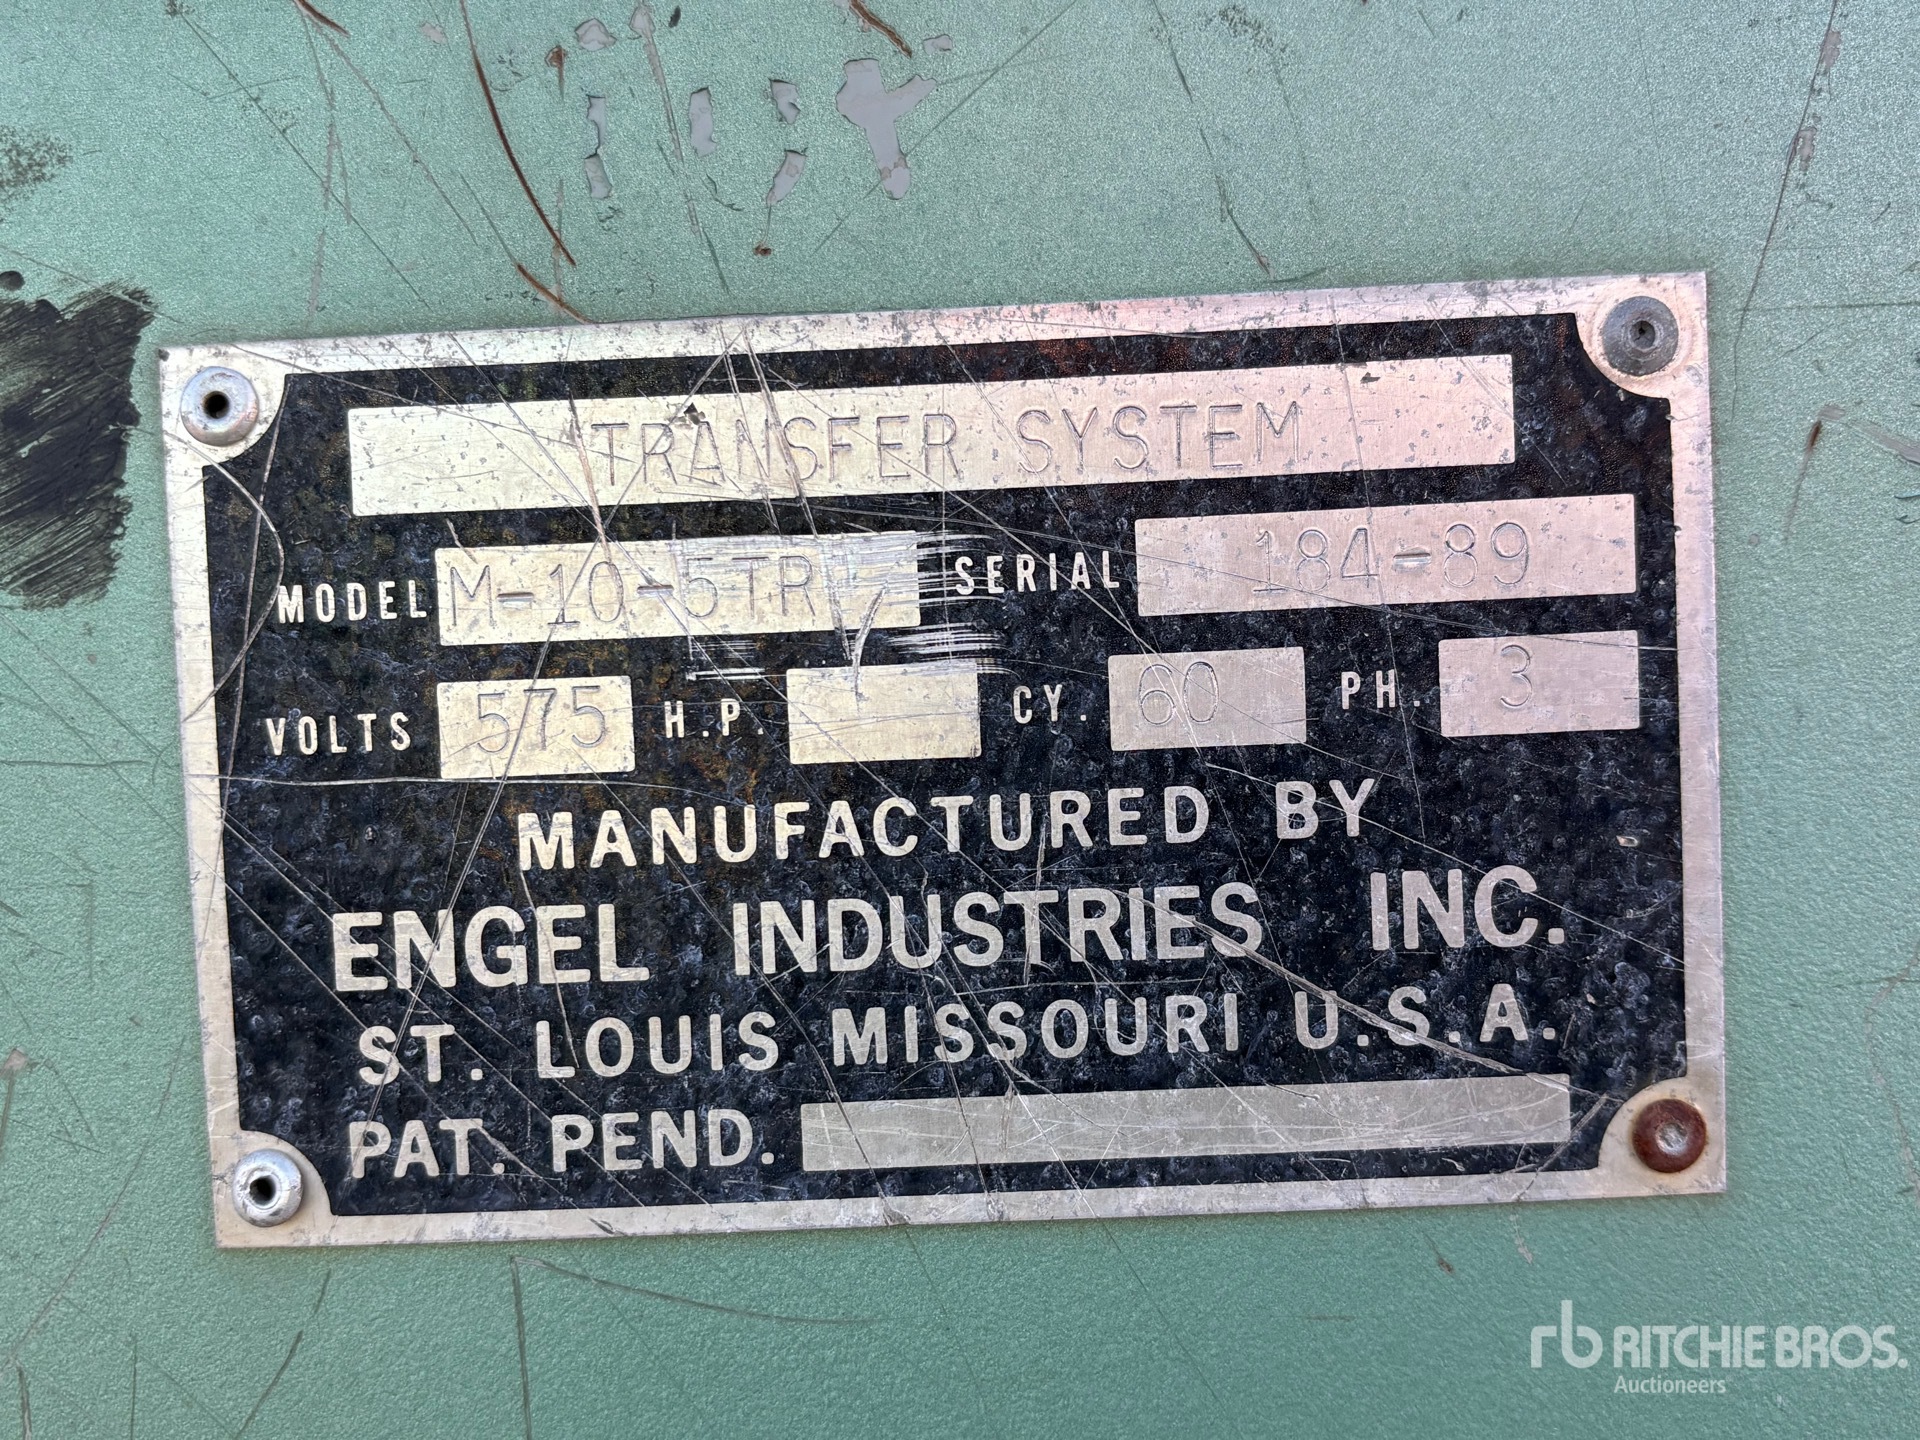 TRANSFER SYSTEM
MODEL M-10-5TR SERIAL 184-89
VOLTS 575 H.P. CY. 60 PH. 3
MANUFACTURED BY
ENGEL INDUSTRIES INC.
ST. LOUIS MISSOURI U.S.A.
PAT. PEND.
rb RITCHIE BROS.
Auctioneers